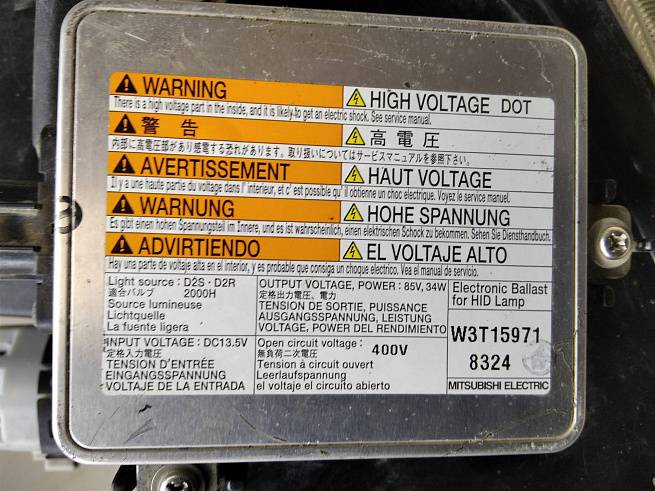 WARNING
HIGH VOLTAGE DOT
There is a high voltage part in the inside, and it is likely to get an electric shock. See service manual.
警告
高電圧
内部に高電圧部があり感電する恐れがあります。取り扱いについてはサービスマニュアルを参照下さい。
AVERTISSEMENT
HAUT VOLTAGE
Il y a une haute partie du voltage dans l'interieur, et c' est possible qu'il obtienne un choc electrique. Voyez le service manuel.
WARNUNG
HOHE SPANNUNG
Es gibt einen hohen Spannungsteil im Innere, und es ist wahrscheinlich, einen elektrischen Schock zu bekommen. Sehen Sie Diensthandbuch.
ADVIRTIENDO
EL VOLTAJE ALTO
Hay una parte de voltaje alta en el interior, y es probable que consiga un choque electrico. Vea el manual de servicio.
Light source : D2S · D2R
適合バルブ 2000H
Source lumineuse
Lichtquelle
La fuente ligera
OUTPUT VOLTAGE, POWER : 85V, 34W
定格出力電圧、電力
TENSION DE SORTIE, PUISSANCE
AUSGANGSSPANNUNG, LEISTUNG
VOLTAGE, POWER DEL RENDIMIENTO
Electronic Ballast
for HID Lamp
INPUT VOLTAGE : DC13.5V
定格入力電圧
TENSION D'ENTRÉE
EINGANGSSPANNUNG
VOLTAJE DE LA ENTRADA
Open circuit voltage :
無負荷二次電圧 400V
Tension à circuit ouvert
Leerlaufspannung
el voltaje el circuito abierto
W3T15971
8324
MITSUBISHI ELECTRIC